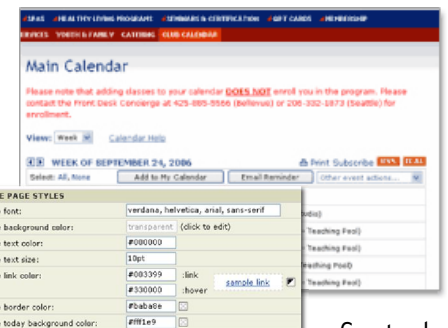 SPAS HEALTHY LIVING PROGRAMS SEMINARS & CERTIFICATION GIFT CARDS MEMBERSHIP
SERVICES YOUTH & FAMILY CATERING CLUB CALENDAR
Main Calendar
Please note that adding classes to your calendar DOES NOT enroll you in the program. Please
contact the Front Desk Concierge at 425-885-5566 (Bellevue) or 206-332-1873 (Seattle) for
enrollment.
View: Week Calendar Help
WEEK OF SEPTEMBER 24, 2006 Print Subscribe RSS ICAL
Select: All, None Add to My Calendar Email Reminder Other event actions...
Teaching Pool)
Teaching Pool)
Teaching Pool)
Teaching Pool)
PAGE STYLES
font: verdana, helvetica, arial, sans-serif
background color: transparent (click to edit)
text color: #000000
text size: 10pt
link color: #003399 :link
#330000 :hover
sample link
border color: #baba8e
today background color: #fff1e9